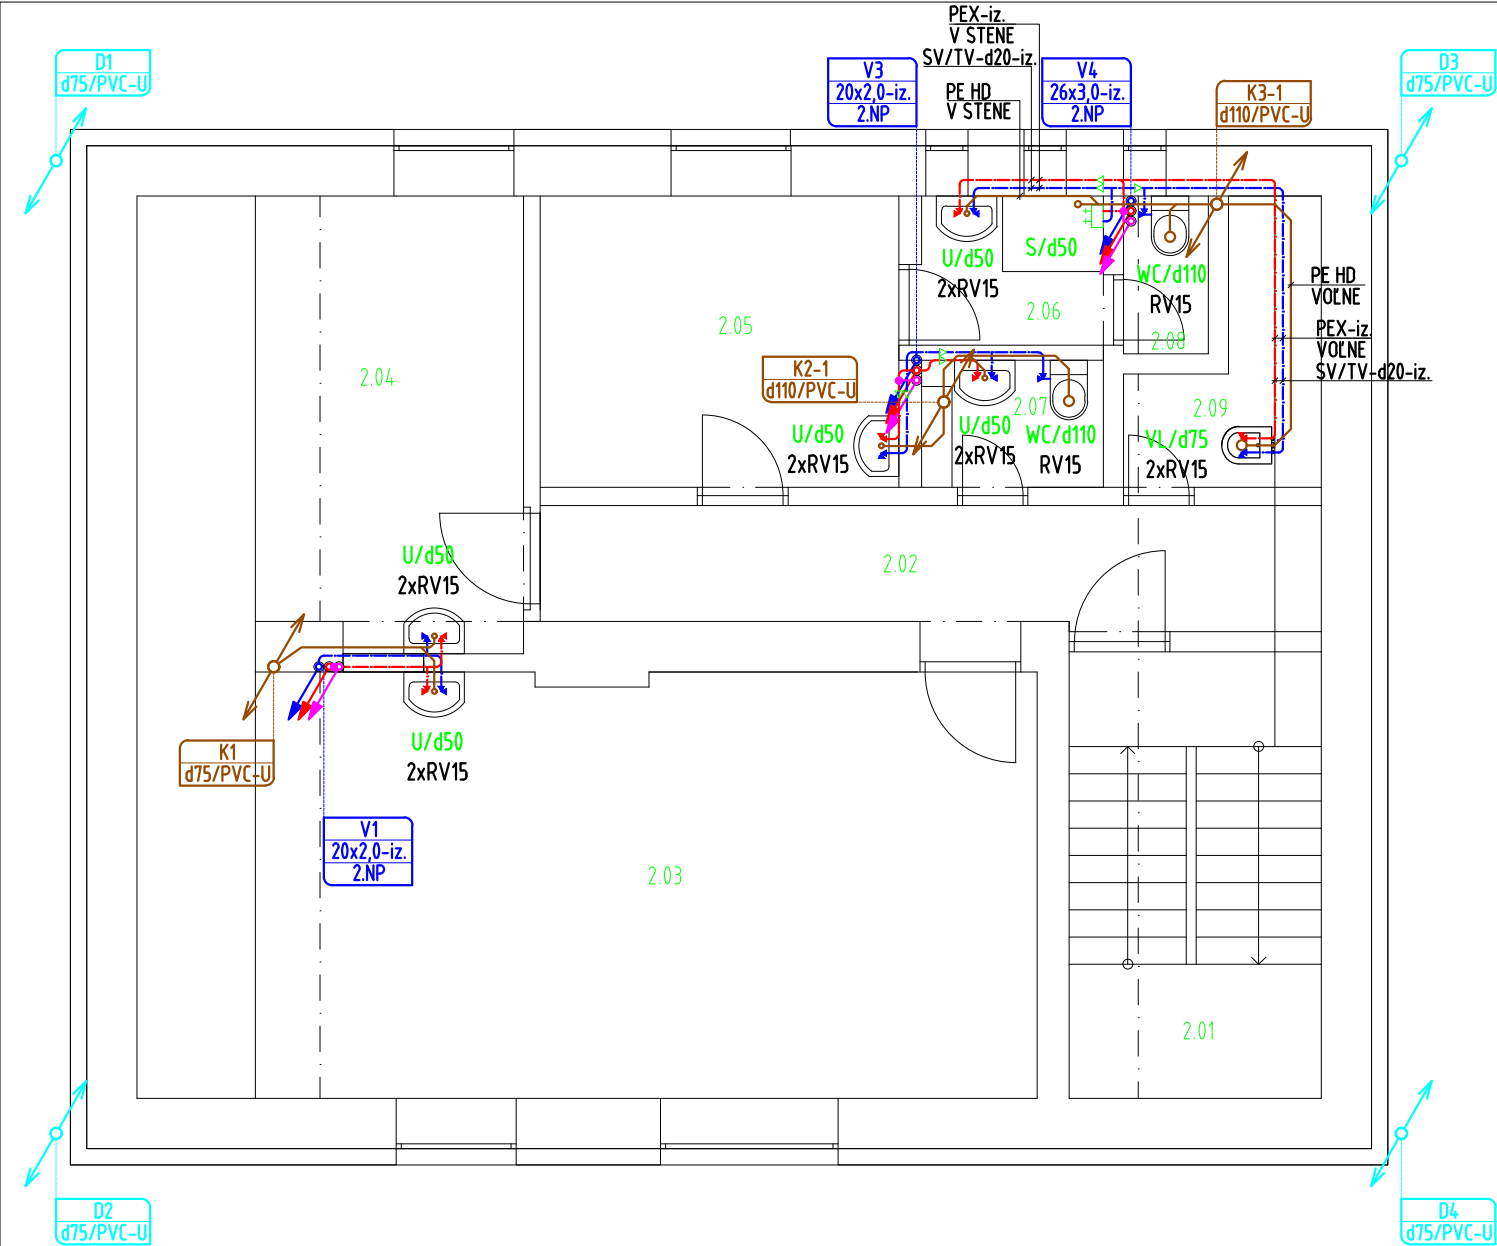 PEX-iz.
V STENE
SV/TV-d20-iz.
D1
d75/PVC-U
V3
20x2,0-iz.
2.NP
PE HD
V STENE
V4
26x3,0-iz.
2.NP
K3-1
d110/PVC-U
D3
d75/PVC-U
U/d50
2xRV15
S/d50
WC/d110
RV15
PE HD
VOĽNE
2.05
2.06
2.08
PEX-iz.
VOĽNE
SV/TV-d20-iz.
2.04
K2-1
d110/PVC-U
2.07
2.09
U/d50
2xRV15
U/d50
2xRV15
WC/d110
RV15
VL/d75
2xRV15
U/d50
2xRV15
2.02
K1
d75/PVC-U
U/d50
2xRV15
V1
20x2,0-iz.
2.NP
2.03
2.01
D2
d75/PVC-U
D4
d75/PVC-U